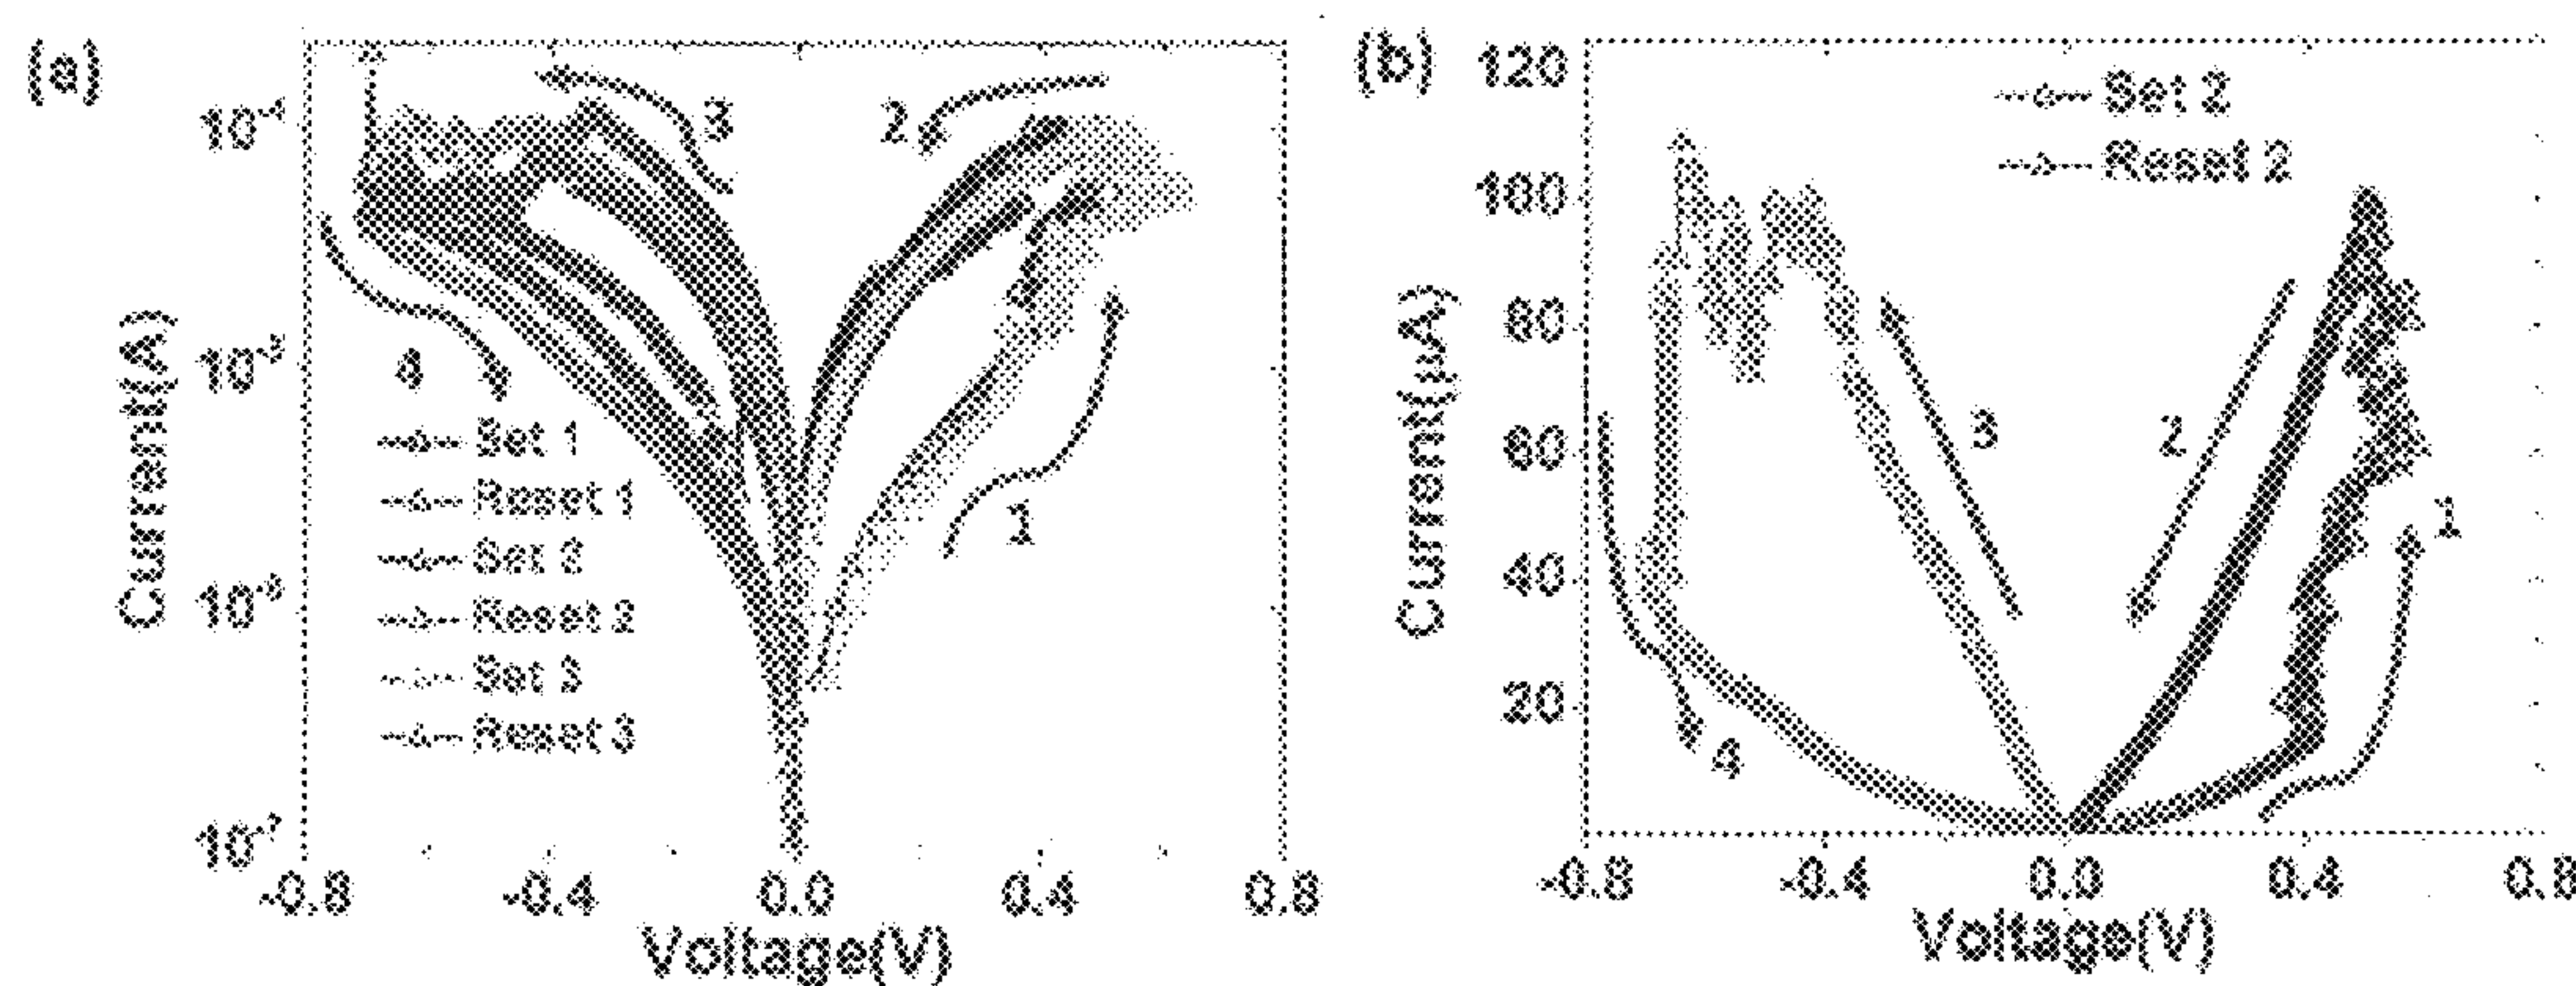 (a)
10⁻⁴
10⁻⁵
10⁻⁶
10⁻⁷
Current(A)
3
2
4
1
Set 1
Reset 1
Set 2
Reset 2
Set 3
Reset 3
-0.8
-0.4
0.0
0.4
0.8
Voltage(V)
(b)
120
100
80
60
40
20
Current(μA)
Set 2
Reset 2
3
2
1
4
-0.8
-0.4
0.0
0.4
0.8
Voltage(V)